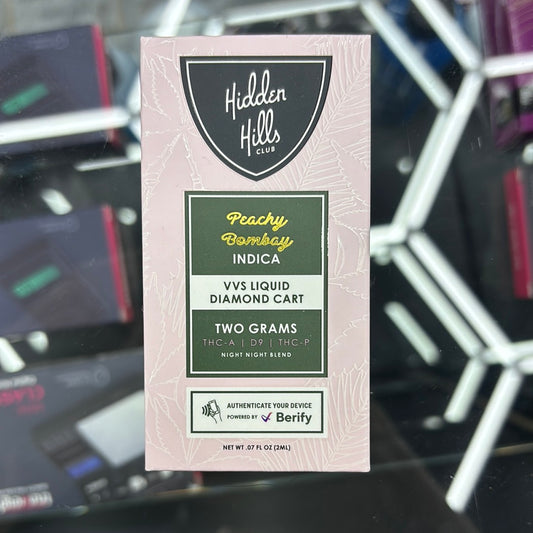 Hidden
Hills
CLUB
Peachy
Bombay
INDICA
VVS LIQUID
DIAMOND CART
TWO GRAMS
THC-A | D9 | THC-P
NIGHT NIGHT BLEND
AUTHENTICATE YOUR DEVICE
POWERED BY Berify
NET WT .07 FL OZ (2ML)